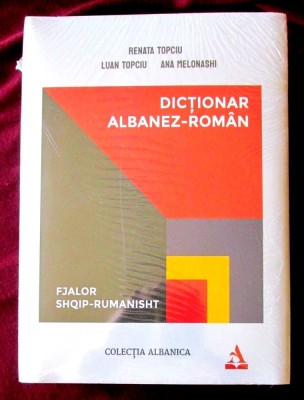 RENATA TOPCIU
LUAN TOPCIU ANA MELONASHI
DICȚIONAR
ALBANEZ-ROMÂN
FJALOR
SHQIP-RUMANISHT
COLECȚIA ALBANICA